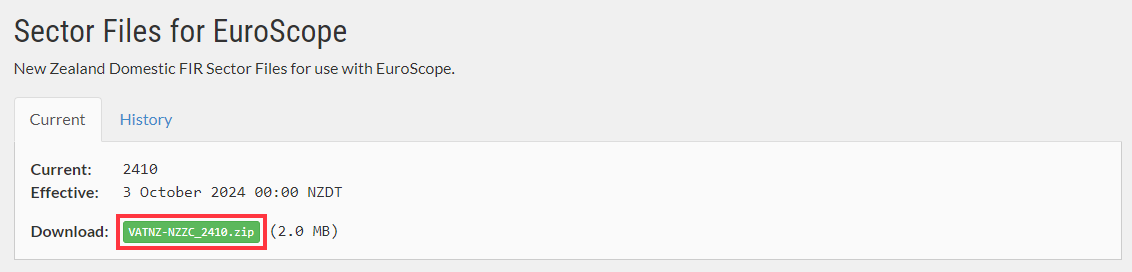 Sector Files for EuroScope
New Zealand Domestic FIR Sector Files for use with EuroScope.
Current History
Current: 2410
Effective: 3 October 2024 00:00 NZDT
Download: VATNZ-NZZC_2410.zip (2.0 MB)